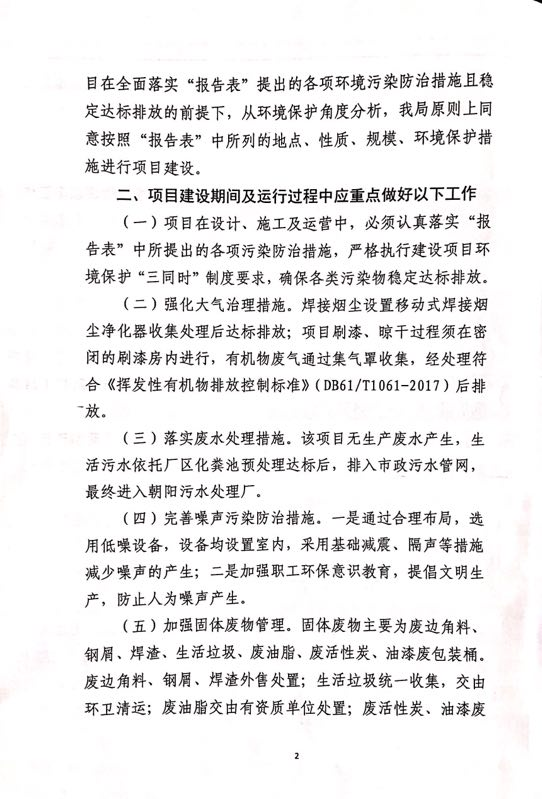 目在全面落实“报告表”提出的各项环境污染防治措施且稳
定达标排放的前提下，从环境保护角度分析，我局原则上同
意按照“报告表”中所列的地点、性质、规模、环境保护措
施进行项目建设。
二、项目建设期间及运行过程中应重点做好以下工作
（一）项目在设计、施工及运营中，必须认真落实“报
告表”中所提出的各项污染防治措施，严格执行建设项目环
境保护“三同时”制度要求，确保各类污染物稳定达标排放。
（二）强化大气治理措施。焊接烟尘设置移动式焊接烟
尘净化器收集处理后达标排放；项目刷漆、晾干过程须在密
闭的刷漆房内进行，有机物废气通过集气罩收集，经处理符
合《挥发性有机物排放控制标准》（DB61/T1061-2017）后排
放。
（三）落实废水处理措施。该项目无生产废水产生，生
活污水依托厂区化粪池预处理达标后，排入市政污水管网，
最终进入朝阳污水处理厂。
（四）完善噪声污染防治措施。一是通过合理布局，选
用低噪设备，设备均设置室内，采用基础减震、隔声等措施
减少噪声的产生；二是加强职工环保意识教育，提倡文明生
产，防止人为噪声产生。
（五）加强固体废物管理。固体废物主要为废边角料、
钢屑、焊渣、生活垃圾、废油脂、废活性炭、油漆废包装桶。
废边角料、钢屑、焊渣外售处置；生活垃圾统一收集，交由
环卫清运；废油脂交由有资质单位处置；废活性炭、油漆废
2